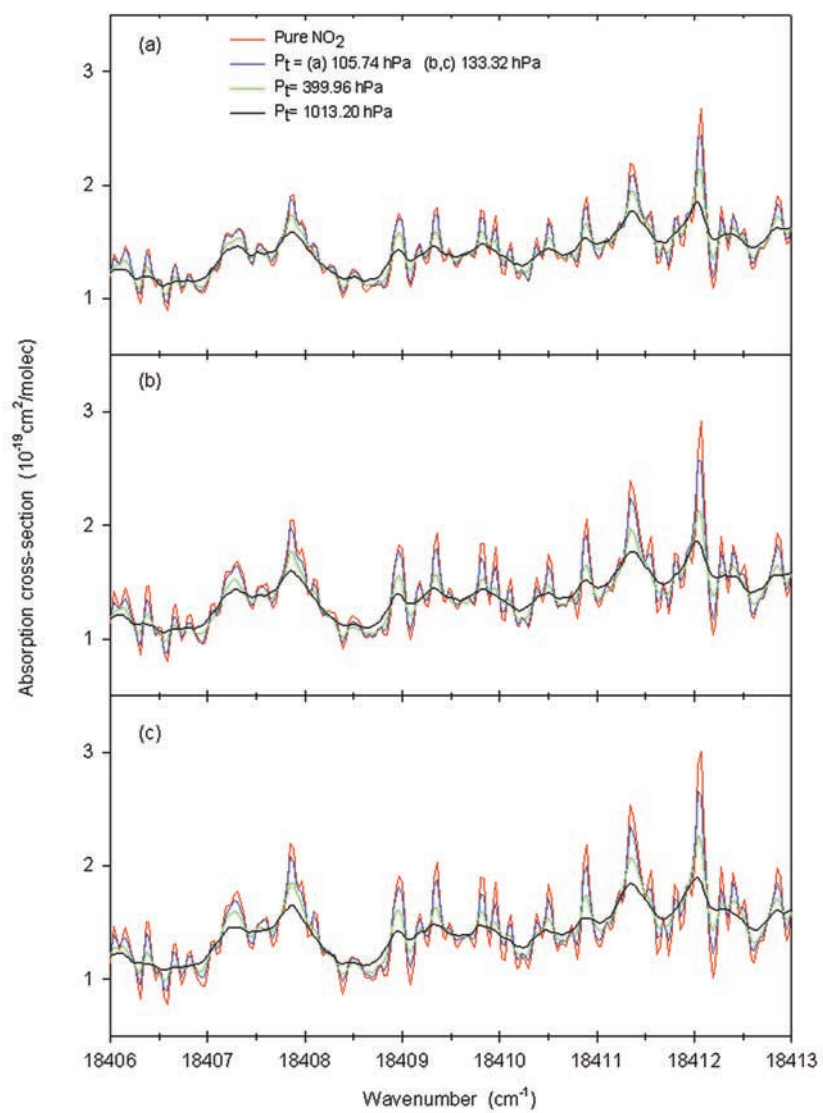 (a)
Pure NO2
Pt = (a) 105.74 hPa (b,c) 133.32 hPa
Pt= 399.96 hPa
Pt= 1013.20 hPa
3
2
1
(b)
3
2
1
(c)
3
2
1
Absorption cross-section (10-19cm2/molec)
18406 18407 18408 18409 18410 18411 18412 18413
Wavenumber (cm-1)